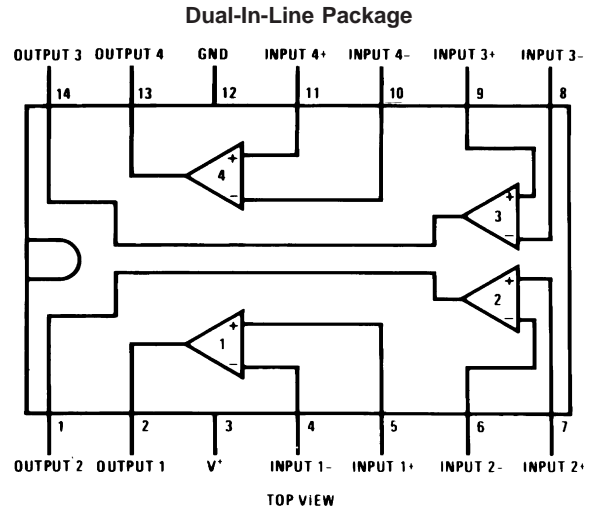 Dual-In-Line Package
OUTPUT 3 OUTPUT 4 GND INPUT 4+ INPUT 4- INPUT 3+ INPUT 3-
14 13 12 11 10 9 8
+
4
-
+
3
-
+
2
-
+
1
-
1 2 3 4 5 6 7
OUTPUT 2 OUTPUT 1 V+ INPUT 1- INPUT 1+ INPUT 2- INPUT 2+
TOP VIEW